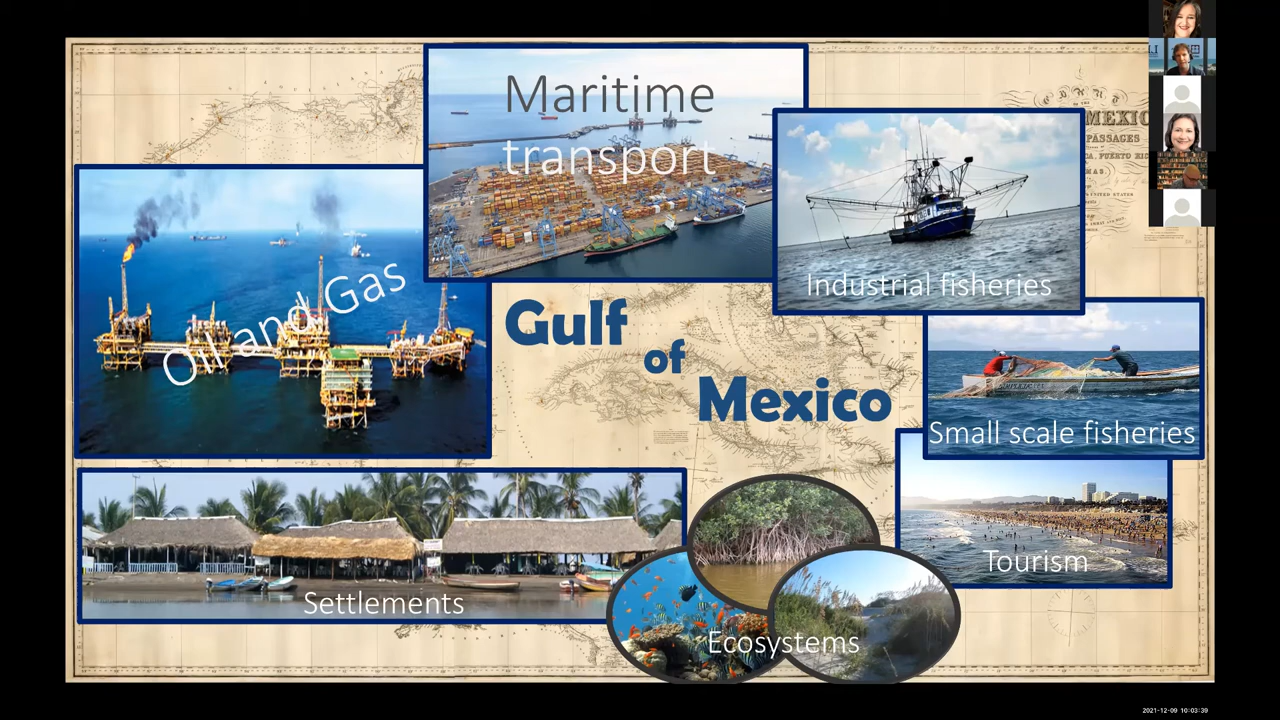 Maritime
transport
MEXIC
PASSAGES
Industrial fisheries
Oil and Gas
Gulf
of
Mexico
Small scale fisheries
Tourism
Settlements
Ecosystems
2021-12-09 10:03:39